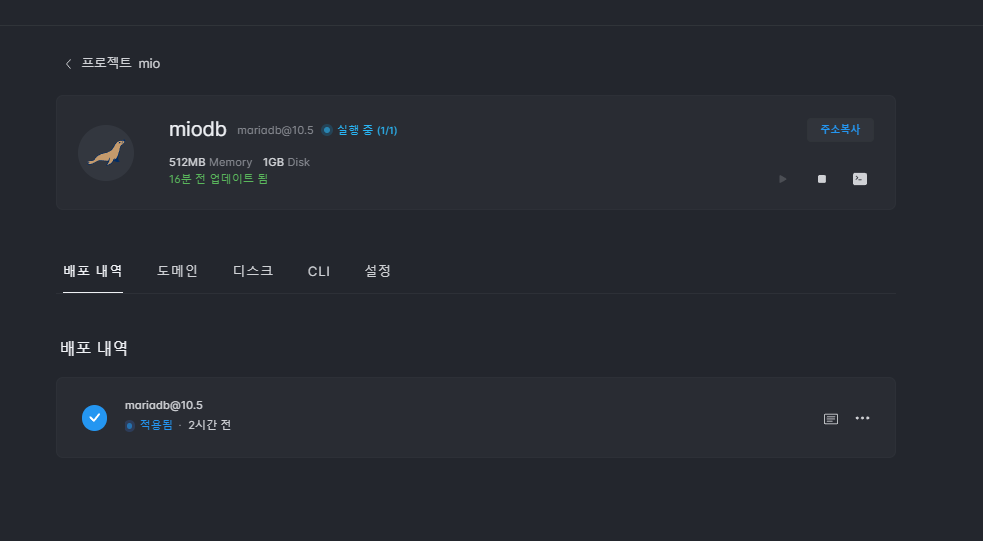 프로젝트 mio
miodb mariadb@10.5 실행 중 (1/1)
주소복사
512MB Memory 1GB Disk
16분 전 업데이트 됨
배포 내역 도메인 디스크 CLI 설정
배포 내역
mariadb@10.5
적용됨 · 2시간 전